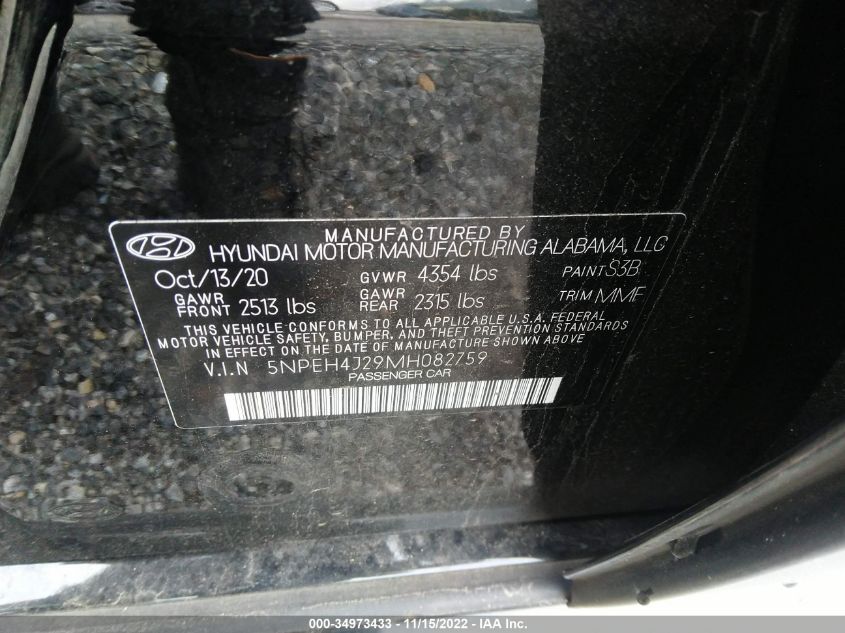 MANUFACTURED BY
HYUNDAI MOTOR MANUFACTURING ALABAMA, LLC
Oct/13/20 GVWR 4354 lbs PAINT S3B
GAWR FRONT 2513 lbs GAWR REAR 2315 lbs TRIM MMF
THIS VEHICLE CONFORMS TO ALL APPLICABLE U.S.A. FEDERAL
MOTOR VEHICLE SAFETY, BUMPER, AND THEFT PREVENTION STANDARDS
IN EFFECT ON THE DATE OF MANUFACTURE SHOWN ABOVE.
V.I.N 5NPEH4J29MH082759
PASSENGER CAR
000-34973433 - 11/15/2022 - IAA Inc.